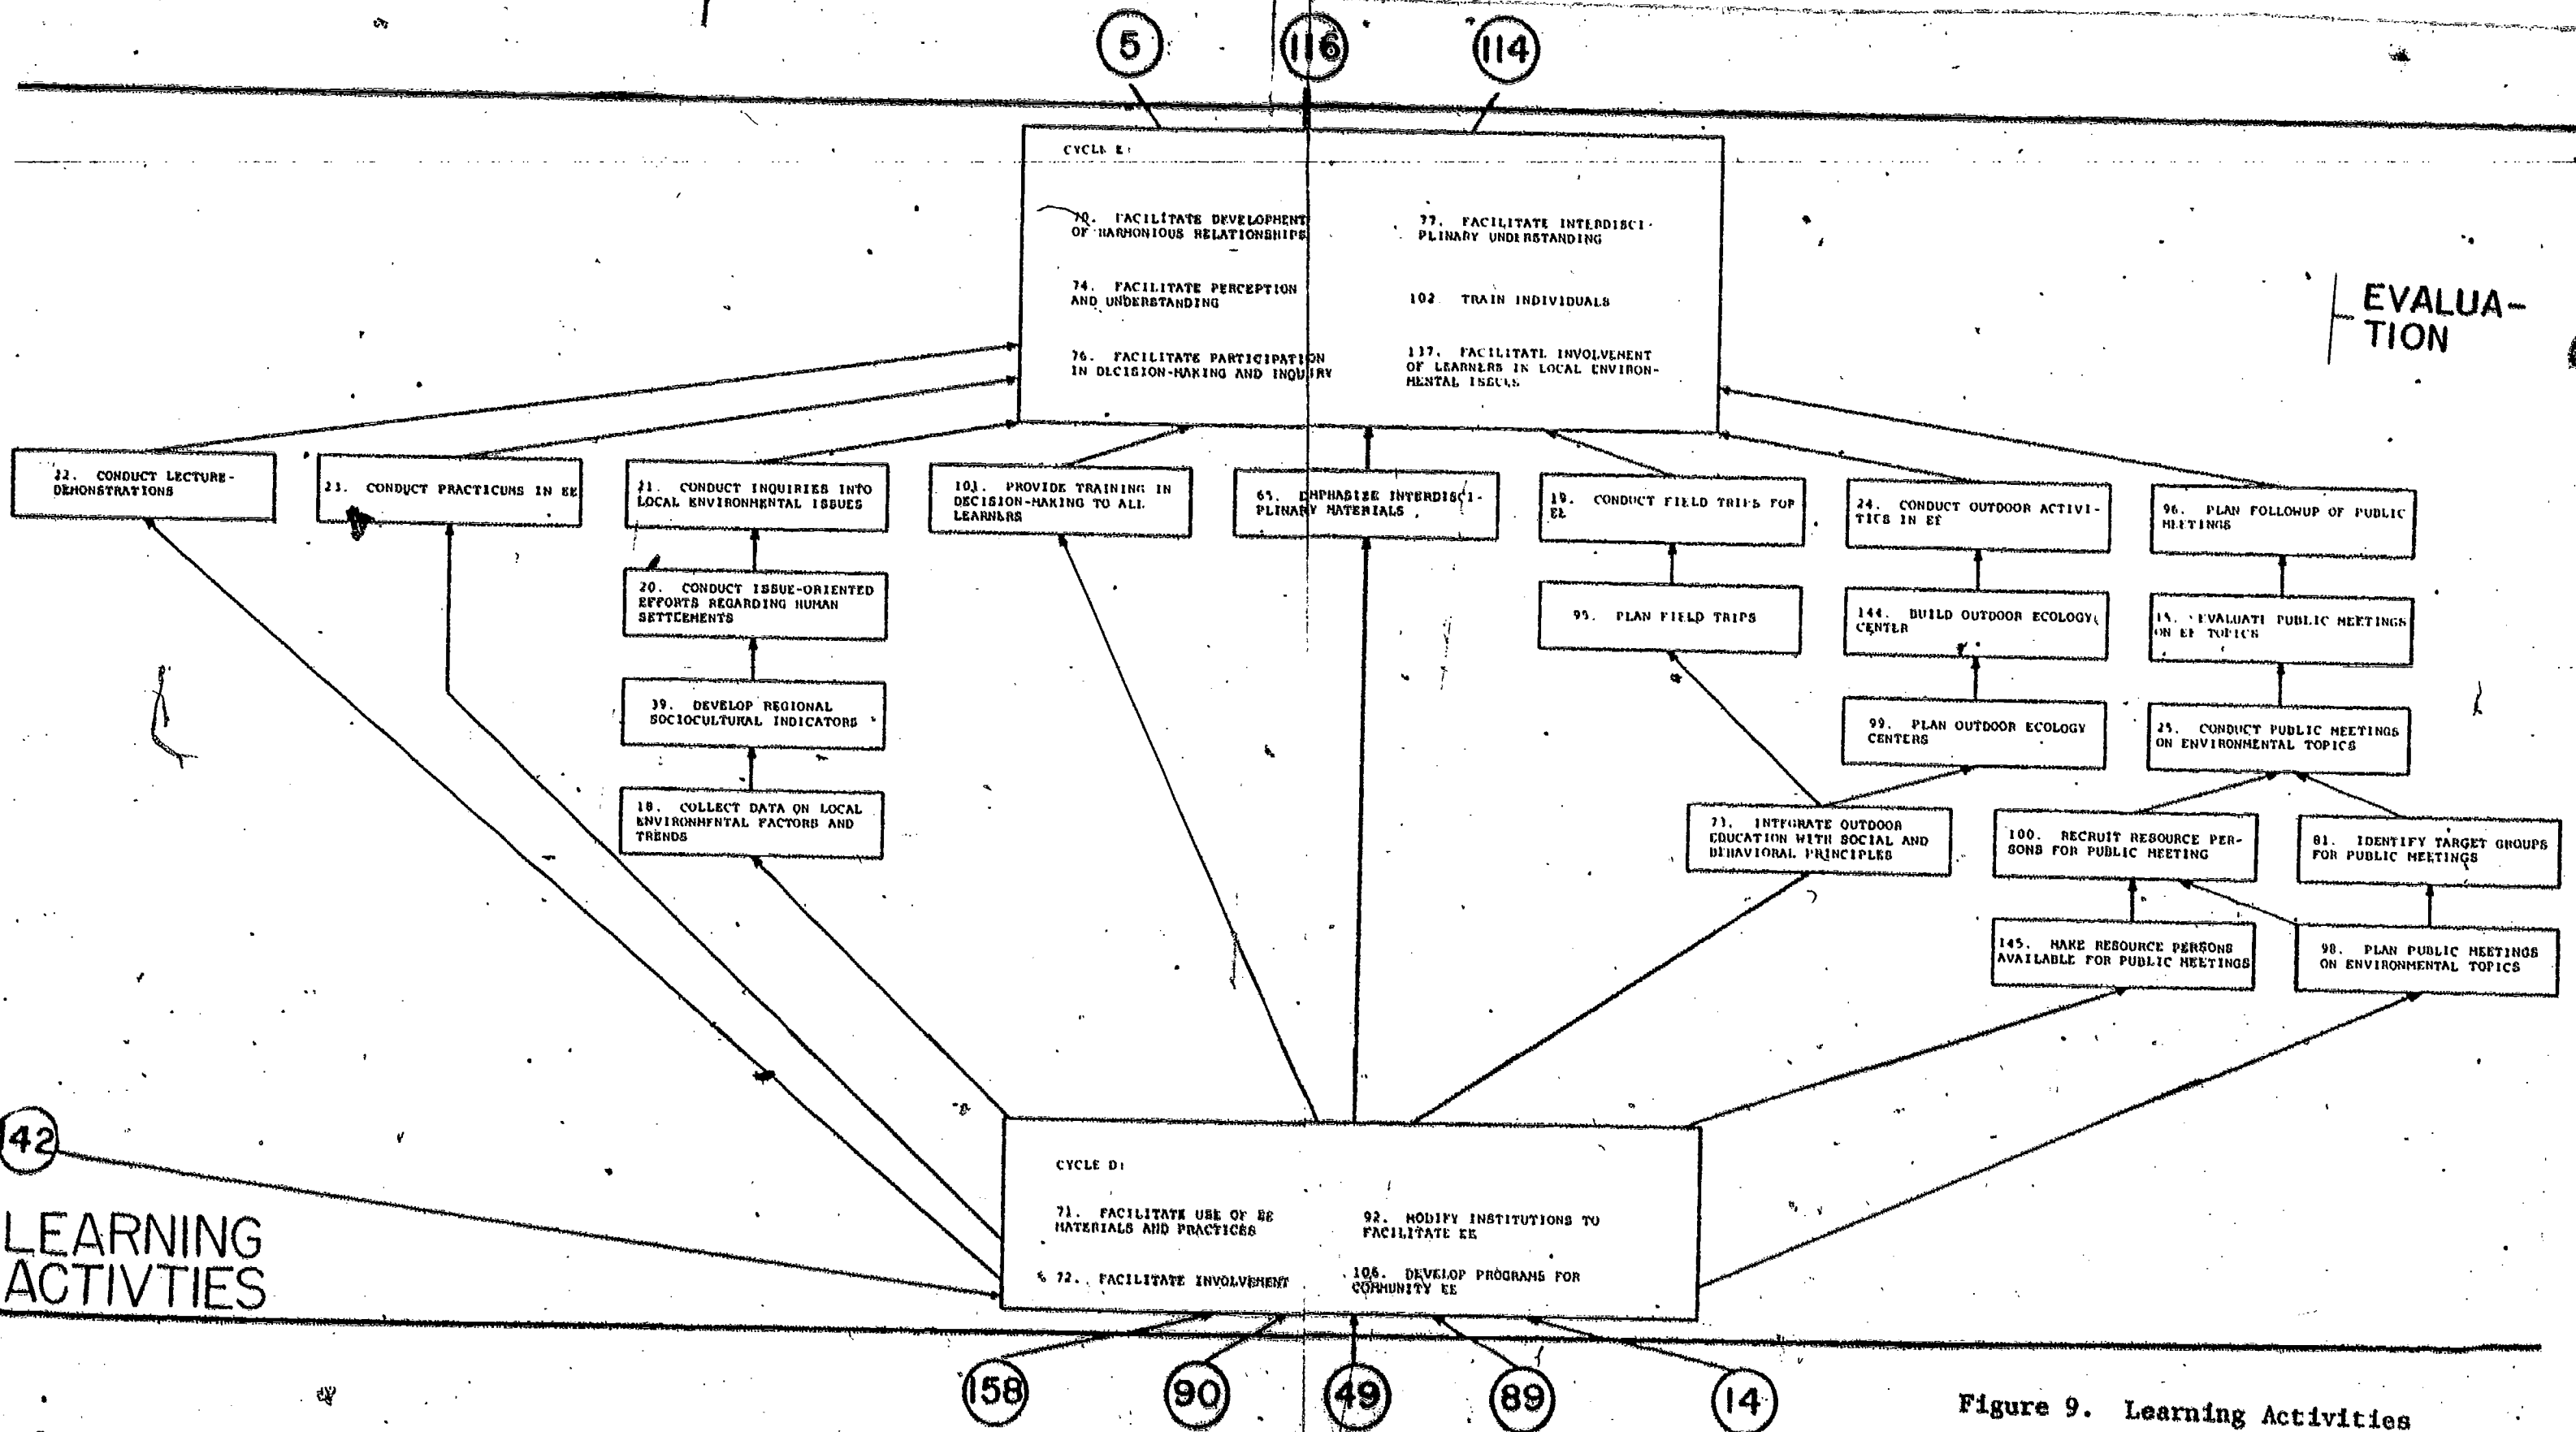 5
116
114
CYCLE E:
70. FACILITATE DEVELOPMENT
OF HARMONIOUS RELATIONSHIPS
77. FACILITATE INTERDISCI-
PLINARY UNDERSTANDING
74. FACILITATE PERCEPTION
AND UNDERSTANDING
102. TRAIN INDIVIDUALS
76. FACILITATE PARTICIPATION
IN DECISION-MAKING AND INQUIRY
137. FACILITATE INVOLVEMENT
OF LEARNERS IN LOCAL ENVIRON-
MENTAL ISSUES
EVALUA-
TION
22. CONDUCT LECTURE-
DEMONSTRATIONS
23. CONDUCT PRACTICUMS IN EE
21. CONDUCT INQUIRIES INTO
LOCAL ENVIRONMENTAL ISSUES
103. PROVIDE TRAINING IN
DECISION-MAKING TO ALL
LEARNERS
65. EMPHASIZE INTERDISCI-
PLINARY MATERIALS
19. CONDUCT FIELD TRIPS FOR
EE
24. CONDUCT OUTDOOR ACTIVI-
TIES IN EE
96. PLAN FOLLOWUP OF PUBLIC
MEETINGS
20. CONDUCT ISSUE-ORIENTED
EFFORTS REGARDING HUMAN
SETTLEMENTS
95. PLAN FIELD TRIPS
144. BUILD OUTDOOR ECOLOGY
CENTER
15. EVALUATE PUBLIC MEETINGS
ON EE TOPICS
39. DEVELOP REGIONAL
SOCIOCULTURAL INDICATORS
99. PLAN OUTDOOR ECOLOGY
CENTERS
25. CONDUCT PUBLIC MEETINGS
ON ENVIRONMENTAL TOPICS
18. COLLECT DATA ON LOCAL
ENVIRONMENTAL FACTORS AND
TRENDS
INTEGRATE OUTDOOR
EDUCATION WITH SOCIAL AND
BEHAVIORAL PRINCIPLES
100. RECRUIT RESOURCE PER-
SONS FOR PUBLIC MEETING
81. IDENTIFY TARGET GROUPS
FOR PUBLIC MEETINGS
145. MAKE RESOURCE PERSONS
AVAILABLE FOR PUBLIC MEETINGS
98. PLAN PUBLIC MEETINGS
ON ENVIRONMENTAL TOPICS
42
LEARNING
ACTIVTIES
CYCLE D:
71. FACILITATE USE OF EE
MATERIALS AND PRACTICES
92. MODIFY INSTITUTIONS TO
FACILITATE EE
72. FACILITATE INVOLVEMENT
106. DEVELOP PROGRAMS FOR
COMMUNITY EE
158
90
49
89
14
Figure 9. Learning Activities